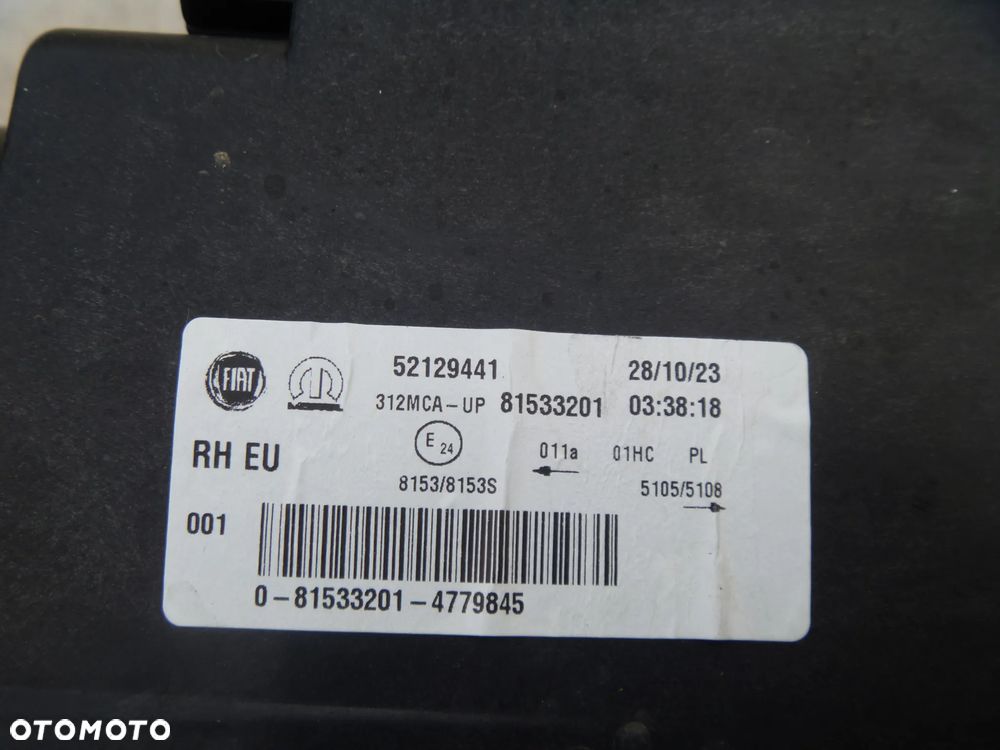 FIAT
52129441
28/10/23
312MCA-UP 81533201 03:38:18
RH EU
E 24
011a 01HC PL
8153/8153S
5105/5108
001
0-81533201-4779845
OTOMOTO